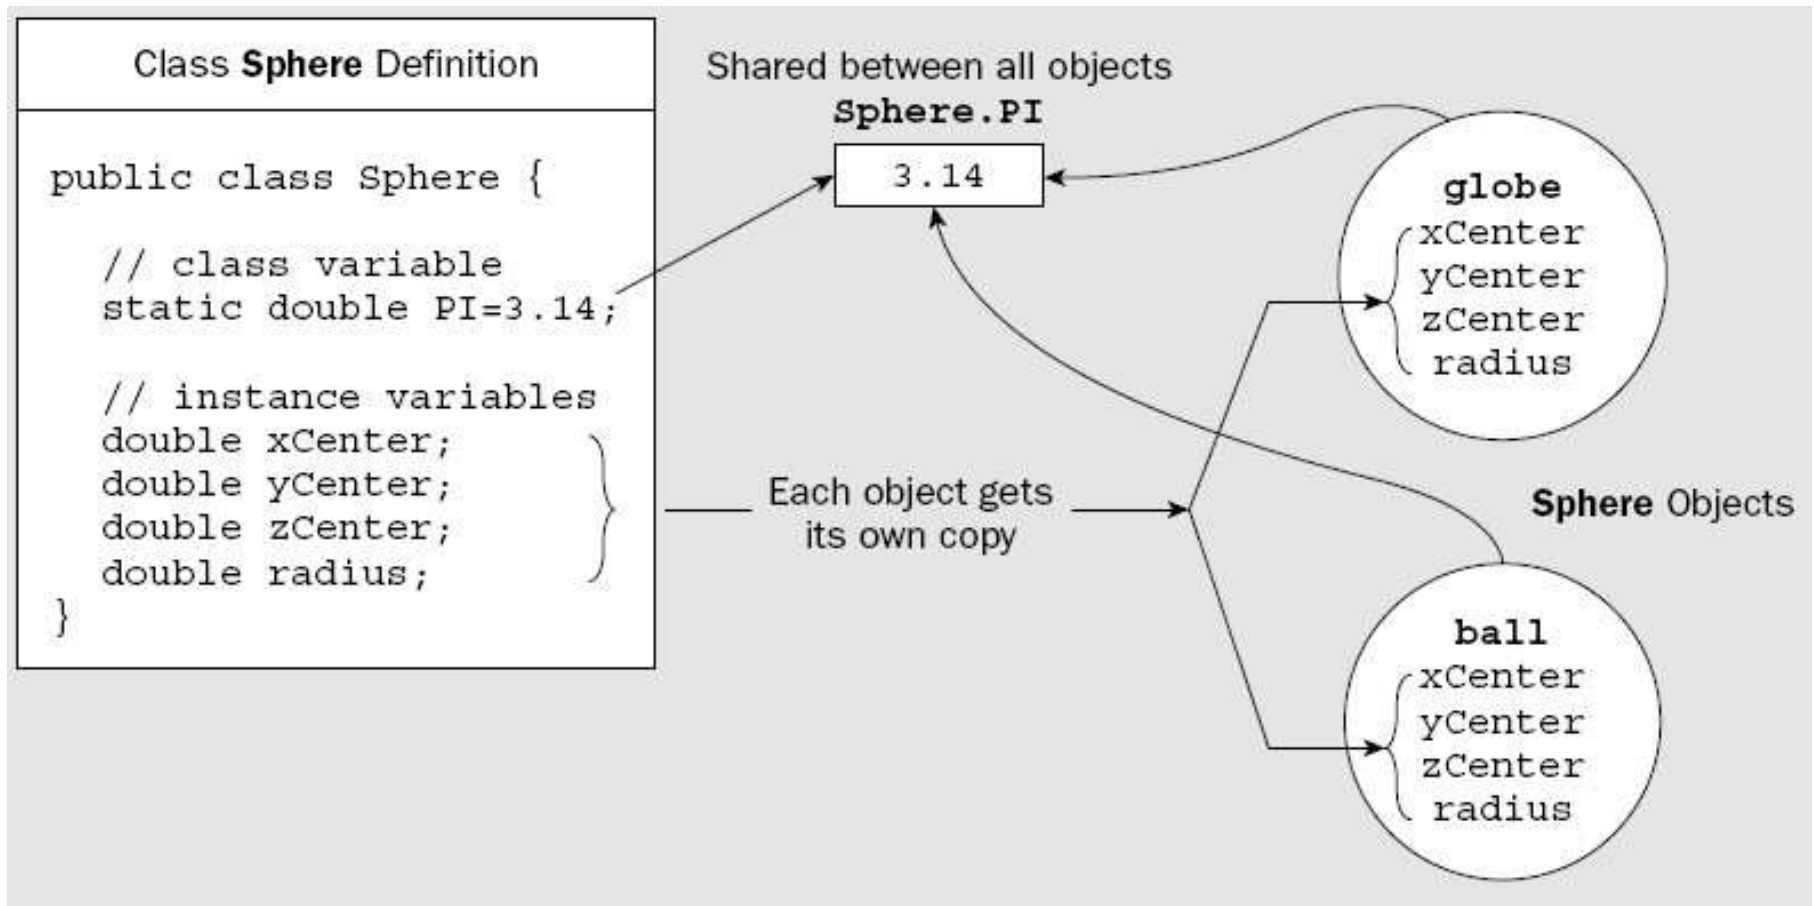 Class Sphere Definition
public class Sphere {
// class variable
static double PI=3.14;
// instance variables
double xCenter;
double yCenter;
double zCenter;
double radius;
}
Shared between all objects
Sphere.PI
3.14
Each object gets
its own copy
globe
xCenter
yCenter
zCenter
radius
Sphere Objects
ball
xCenter
yCenter
zCenter
radius